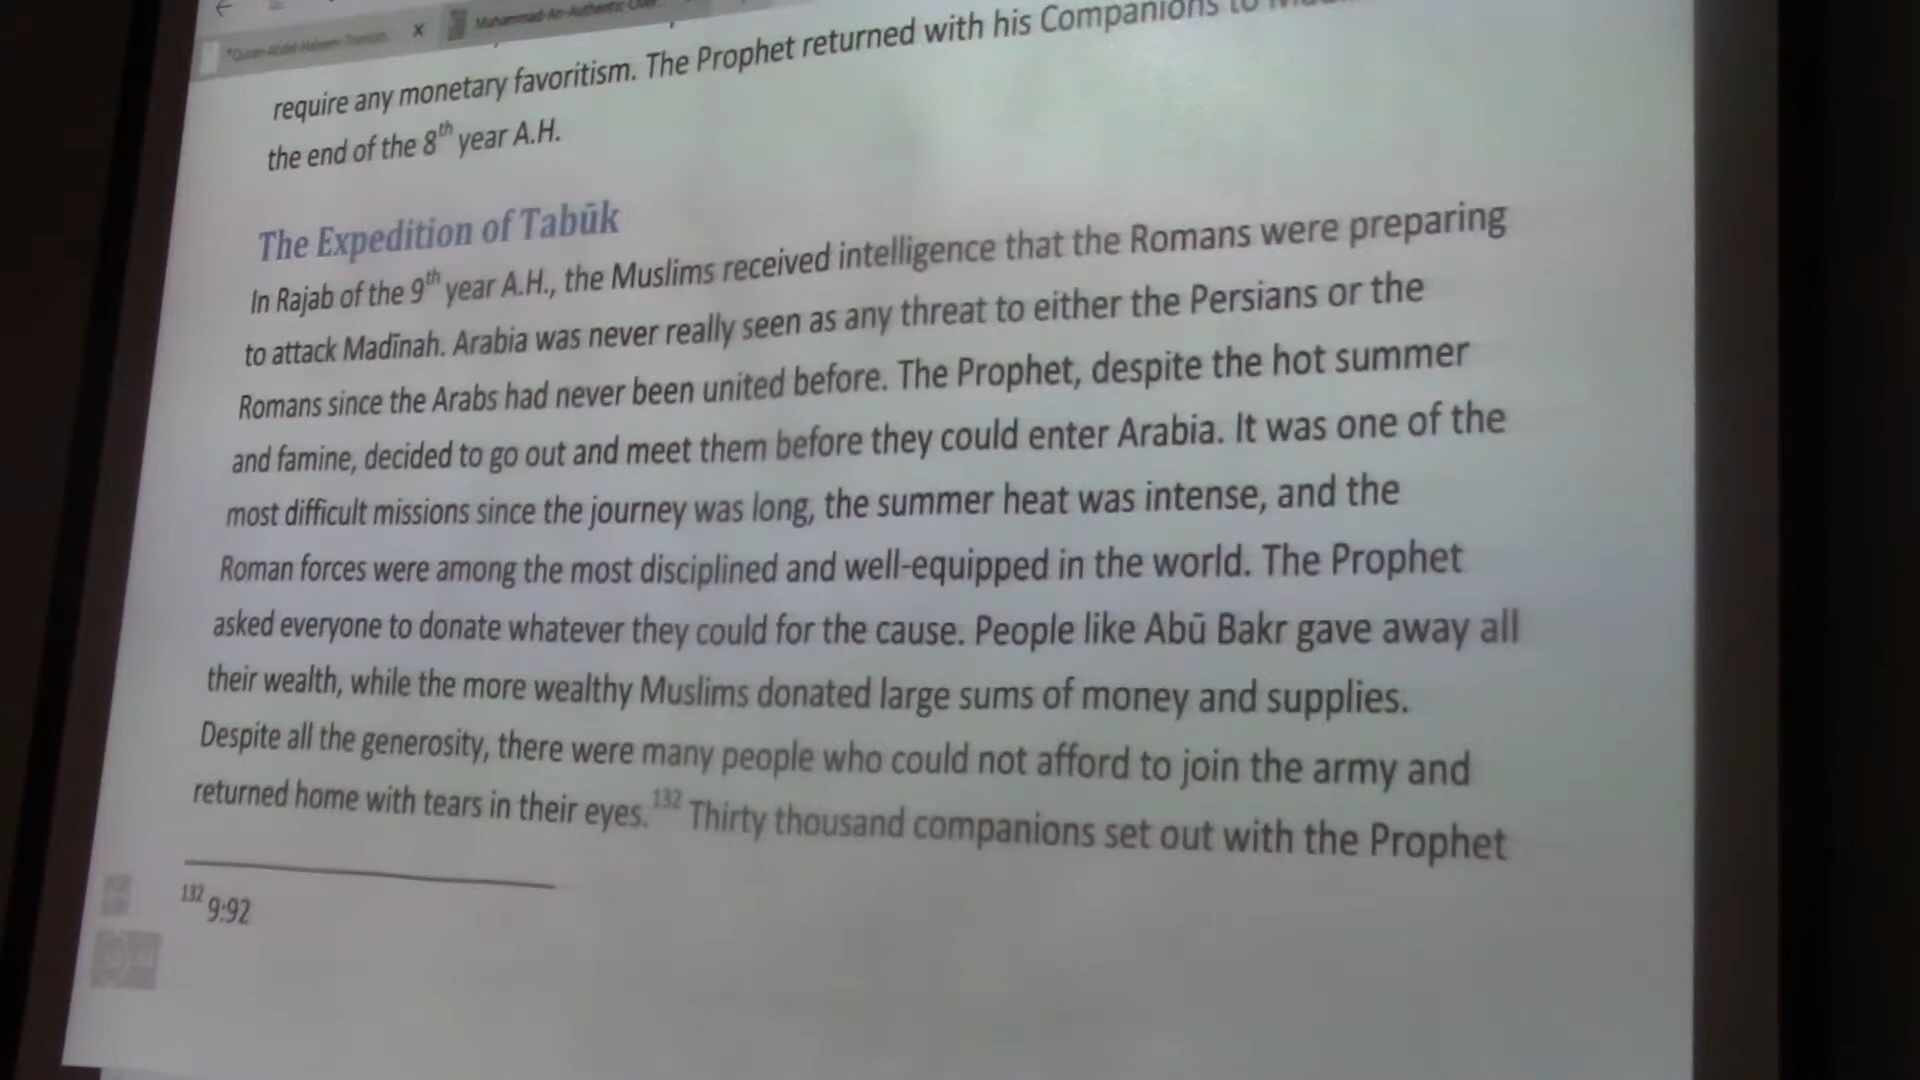 *Quran-Abdel-Haleem-Translat... x Muhammad-An-Authentic-Over...
require any monetary favoritism. The Prophet returned with his Companions to
the end of the 8th year A.H.
The Expedition of Tabūk
In Rajab of the 9th year A.H., the Muslims received intelligence that the Romans were preparing
to attack Madīnah. Arabia was never really seen as any threat to either the Persians or the
Romans since the Arabs had never been united before. The Prophet, despite the hot summer
and famine, decided to go out and meet them before they could enter Arabia. It was one of the
most difficult missions since the journey was long, the summer heat was intense, and the
Roman forces were among the most disciplined and well-equipped in the world. The Prophet
asked everyone to donate whatever they could for the cause. People like Abū Bakr gave away all
their wealth, while the more wealthy Muslims donated large sums of money and supplies.
Despite all the generosity, there were many people who could not afford to join the army and
returned home with tears in their eyes.132 Thirty thousand companions set out with the Prophet
132 9:92